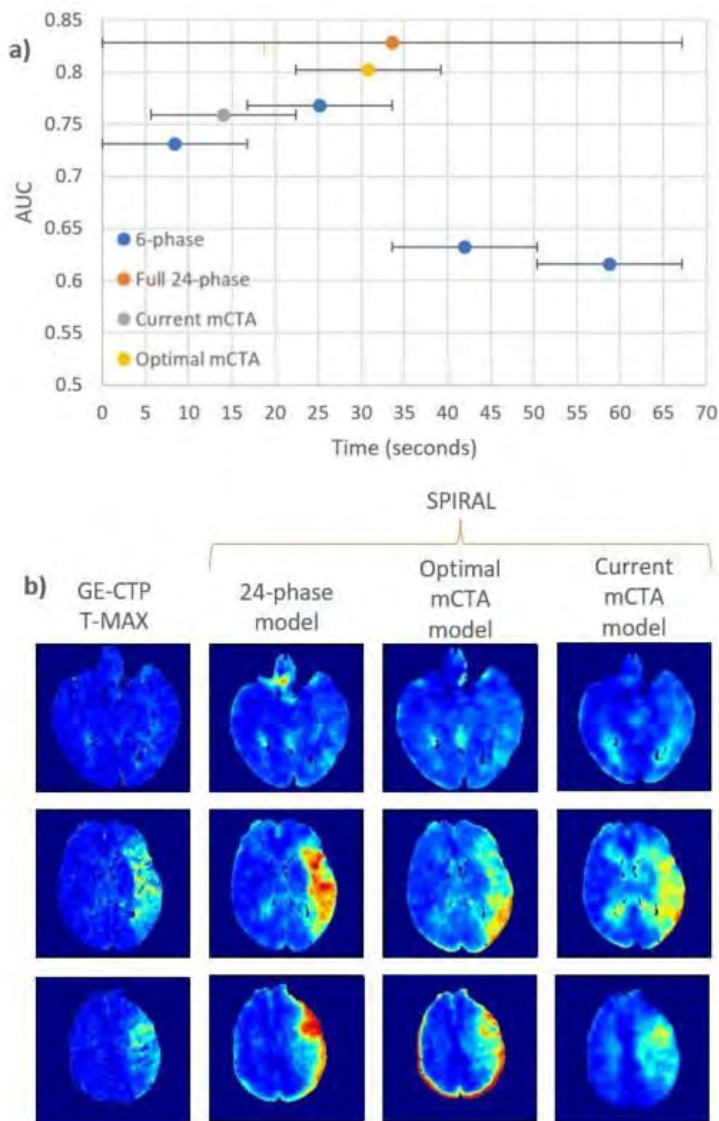 a)
0.85
0.8
0.75
0.7
0.65
0.6
0.55
0.5
AUC
6-phase
Full 24-phase
Current mCTA
Optimal mCTA
0 5 10 15 20 25 30 35 40 45 50 55 60 65 70
Time (seconds)
SPIRAL
b)
GE-CTP
T-MAX
24-phase
model
Optimal
mCTA
model
Current
mCTA
model